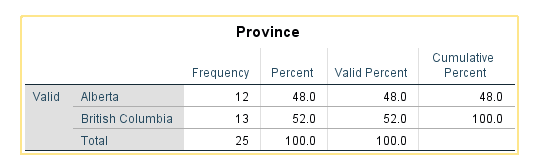 Province
Frequency Percent Valid Percent Cumulative Percent
Valid Alberta 12 48.0 48.0 48.0
British Columbia 13 52.0 52.0 100.0
Total 25 100.0 100.0